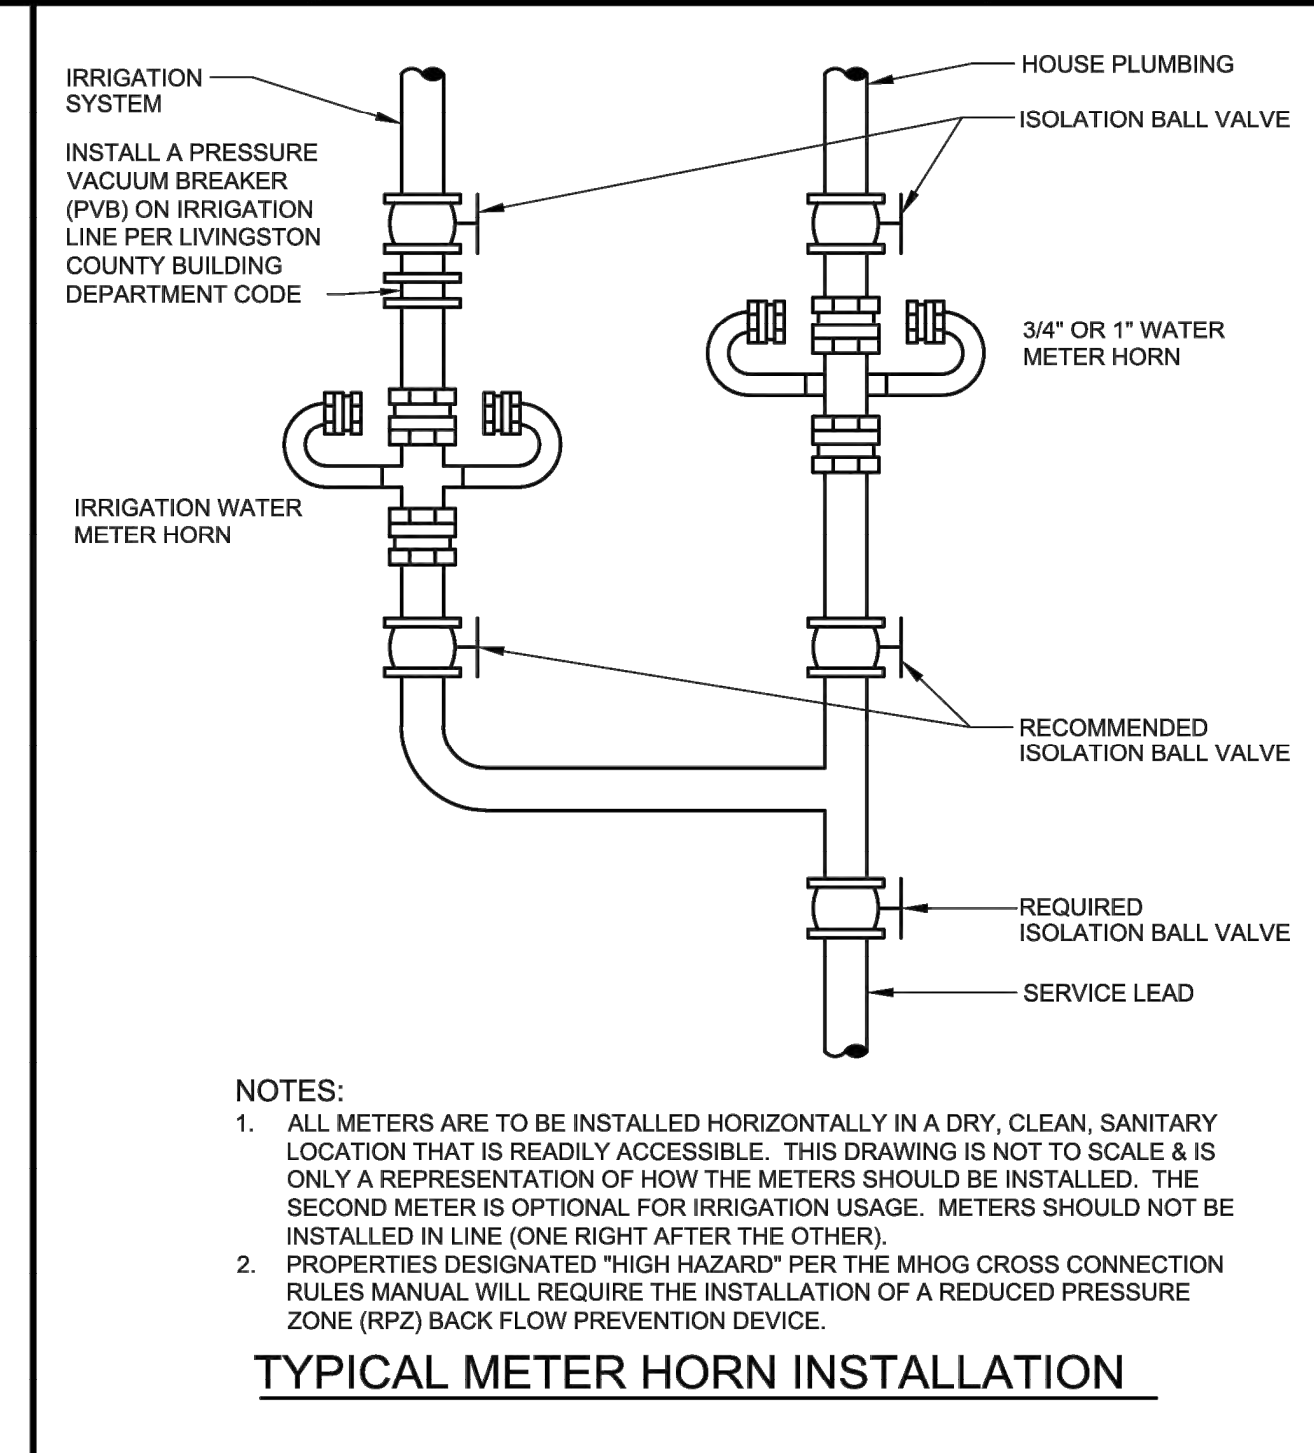 IRRIGATION
SYSTEM
INSTALL A PRESSURE
VACUUM BREAKER
(PVB) ON IRRIGATION
LINE PER LIVINGSTON
COUNTY BUILDING
DEPARTMENT CODE
HOUSE PLUMBING
ISOLATION BALL VALVE
3/4" OR 1" WATER
METER HORN
IRRIGATION WATER
METER HORN
RECOMMENDED
ISOLATION BALL VALVE
REQUIRED
ISOLATION BALL VALVE
SERVICE LEAD
NOTES:
1. ALL METERS ARE TO BE INSTALLED HORIZONTALLY IN A DRY, CLEAN, SANITARY
LOCATION THAT IS READILY ACCESSIBLE. THIS DRAWING IS NOT TO SCALE & IS
ONLY A REPRESENTATION OF HOW THE METERS SHOULD BE INSTALLED. THE
SECOND METER IS OPTIONAL FOR IRRIGATION USAGE. METERS SHOULD NOT BE
INSTALLED IN LINE (ONE RIGHT AFTER THE OTHER).
2. PROPERTIES DESIGNATED "HIGH HAZARD" PER THE MHOG CROSS CONNECTION
RULES MANUAL WILL REQUIRE THE INSTALLATION OF A REDUCED PRESSURE
ZONE (RPZ) BACK FLOW PREVENTION DEVICE.
TYPICAL METER HORN INSTALLATION